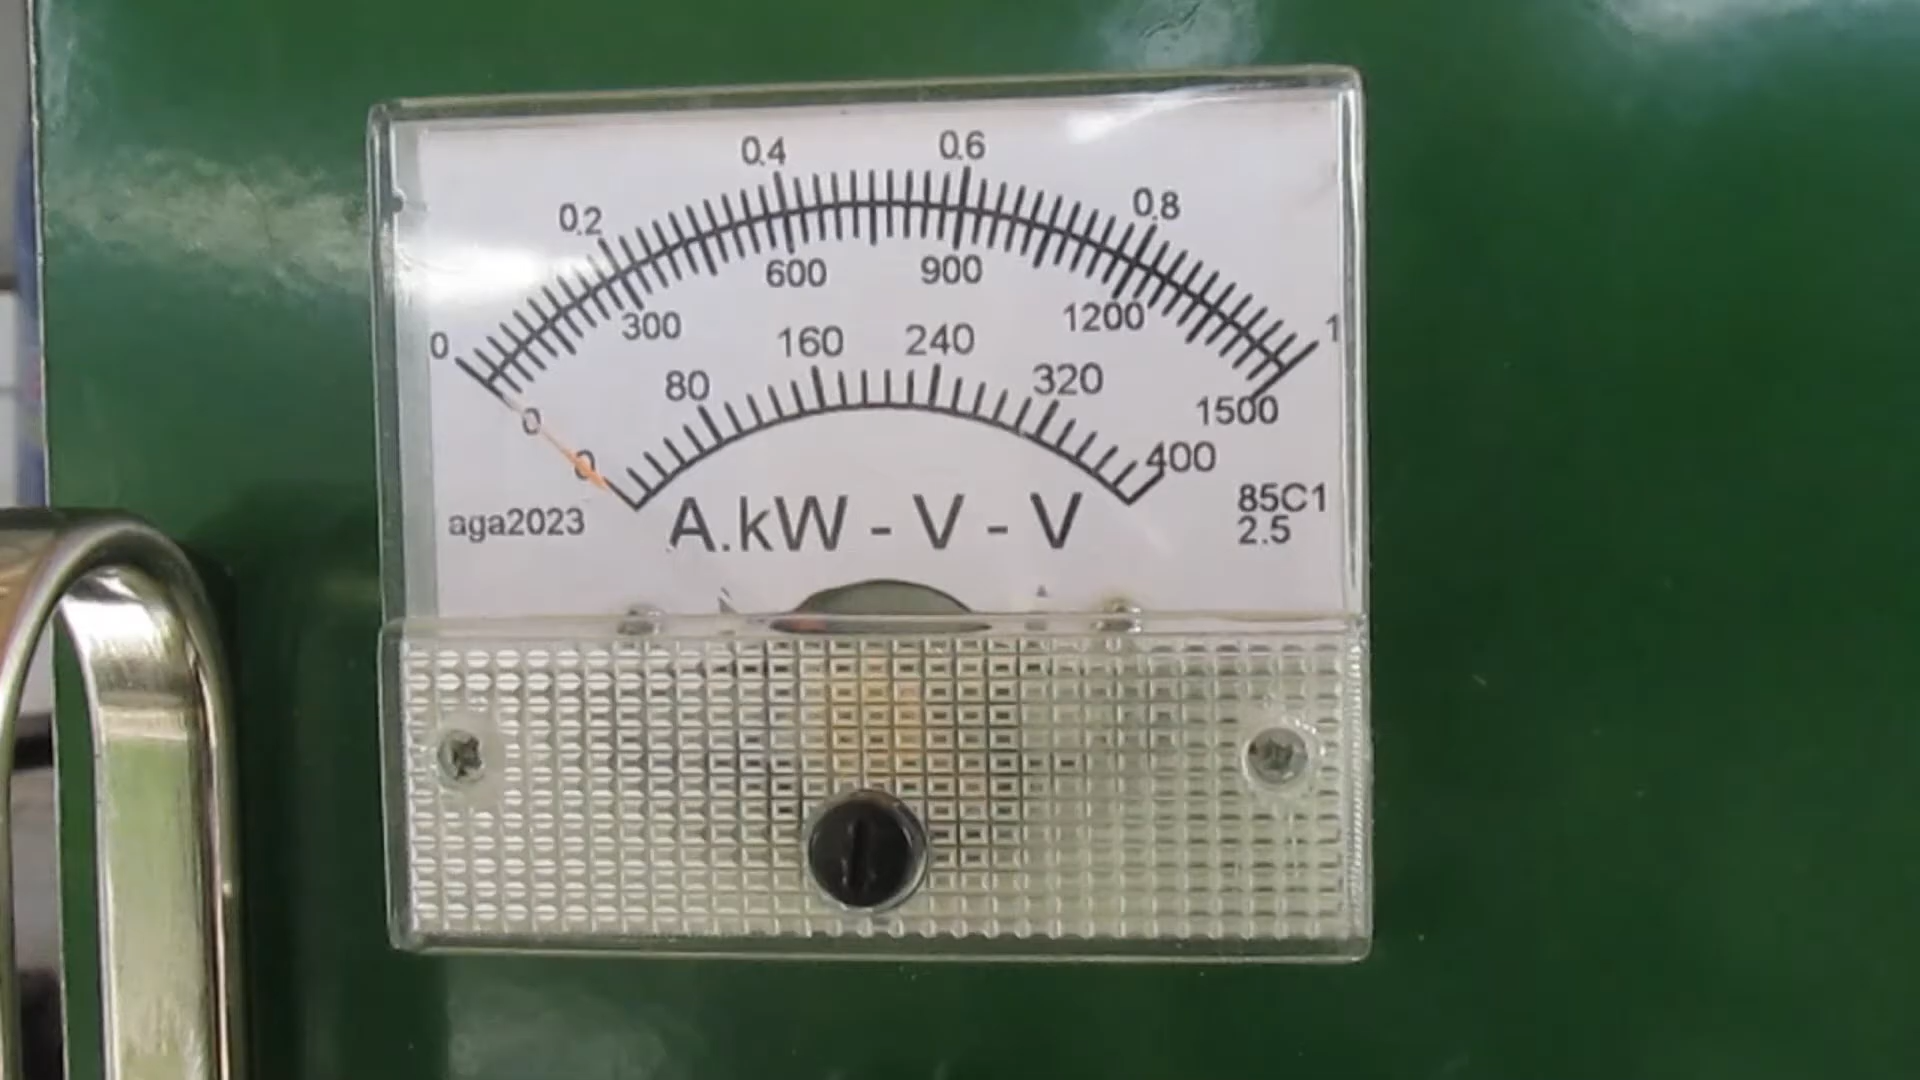 0 0.2 0.4 0.6 0.8 1
0 300 600 900 1200 1500
0 80 160 240 320 400
aga2023
A.kW - V - V
85C1
2.5